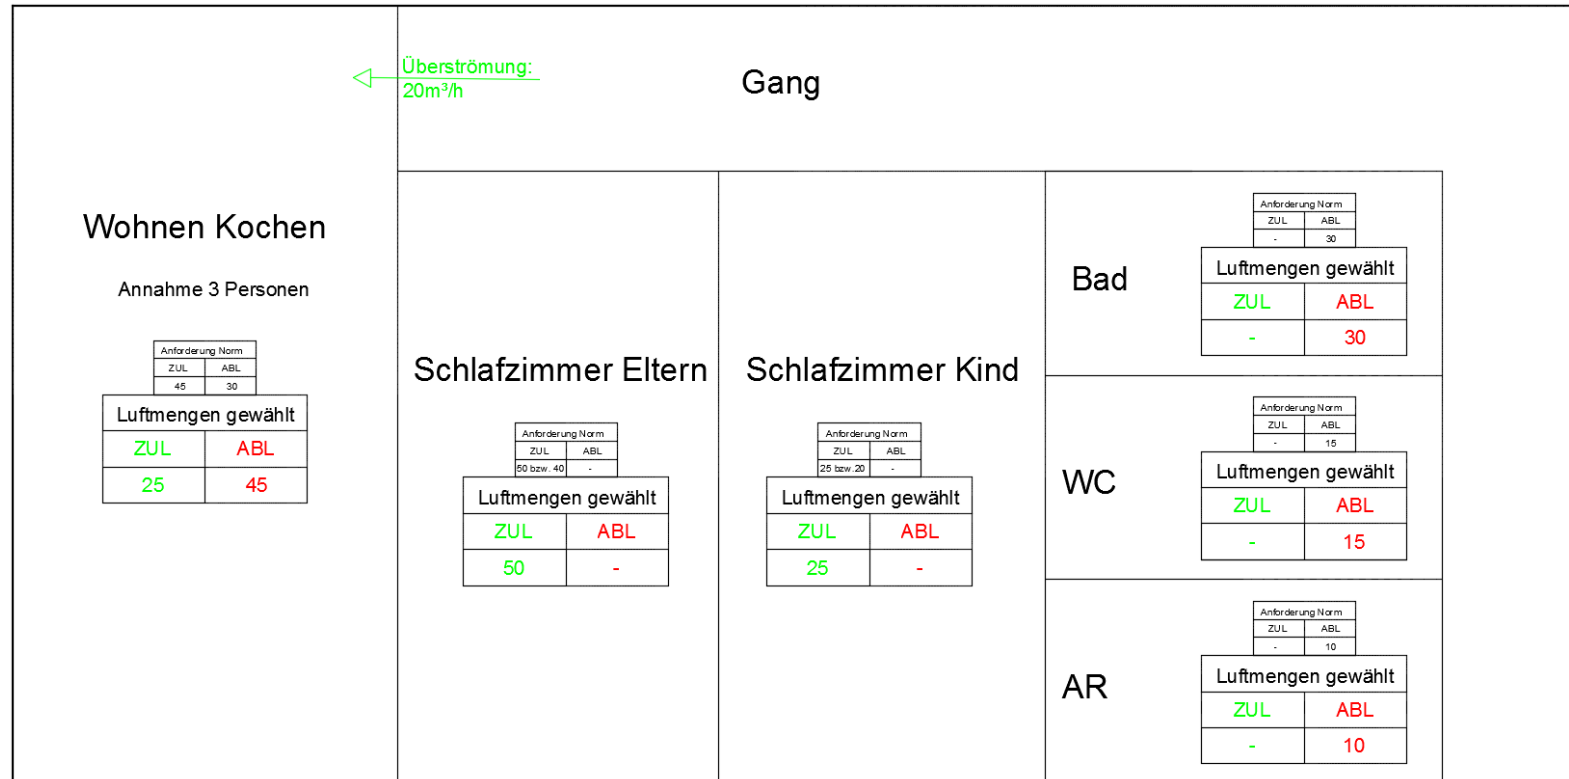 Überströmung:
20m³/h
Gang
Wohnen Kochen
Annahme 3 Personen
Anforderung Norm
ZUL ABL
45 30
Luftmengen gewählt
ZUL ABL
25 45
Schlafzimmer Eltern
Anforderung Norm
ZUL ABL
50 bzw. 40 -
Luftmengen gewählt
ZUL ABL
50 -
Schlafzimmer Kind
Anforderung Norm
ZUL ABL
25 bzw.20 -
Luftmengen gewählt
ZUL ABL
25 -
Bad
Anforderung Norm
ZUL ABL
- 30
Luftmengen gewählt
ZUL ABL
- 30
WC
Anforderung Norm
ZUL ABL
- 15
Luftmengen gewählt
ZUL ABL
- 15
AR
Anforderung Norm
ZUL ABL
- 10
Luftmengen gewählt
ZUL ABL
- 10